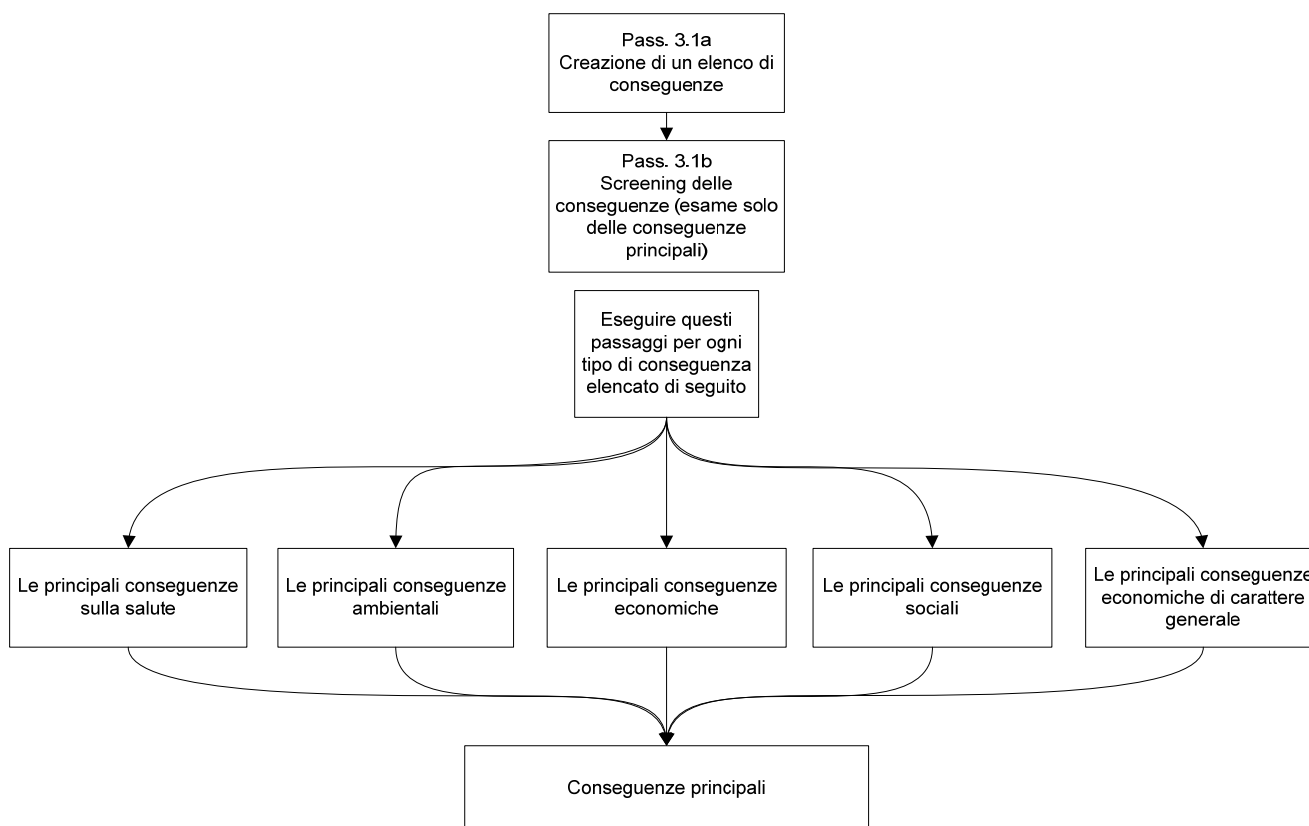 Pass. 3.1a
Creazione di un elenco di
conseguenze
Pass. 3.1b
Screening delle
conseguenze (esame solo
delle conseguenze
principali)
Eseguire questi
passaggi per ogni
tipo di conseguenza
elencato di seguito
Le principali conseguenze
sulla salute
Le principali conseguenze
ambientali
Le principali conseguenze
economiche
Le principali conseguenze
sociali
Le principali conseguenze
economiche di carattere
generale
Conseguenze principali